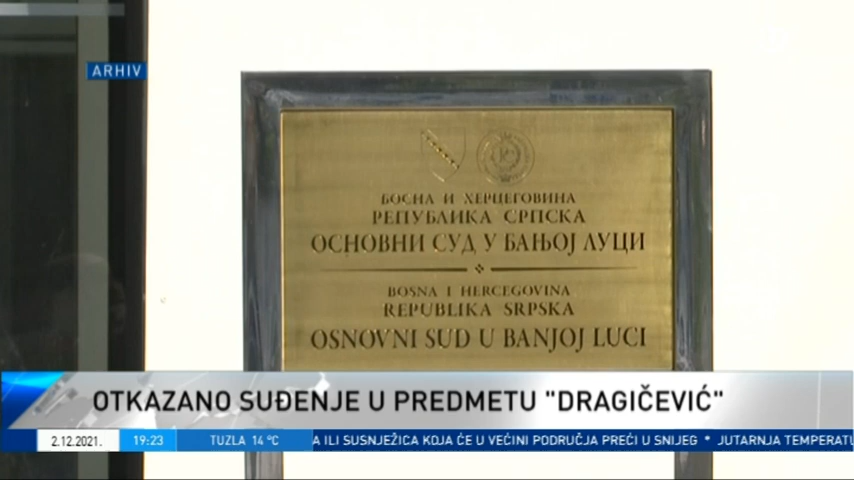 ARHIV
БОСНА И ХЕРЦЕГОВИНА
РЕПУБЛИКА СРПСКА
ОСНОВНИ СУД У БАЊОЈ ЛУЦИ
BOSNA I HERCEGOVINA
REPUBLIKA SRPSKA
OSNOVNI SUD U BANJOJ LUCI
OTKAZANO SUĐENJE U PREDMETU "DRAGIČEVIĆ"
2.12.2021. 19:23 TUZLA 14 °C A ILI SUSNJEŽICA KOJA ĆE U VEĆINI PODRUČJA PREĆI U SNIJEG * JUTARNJA TEMPERATU